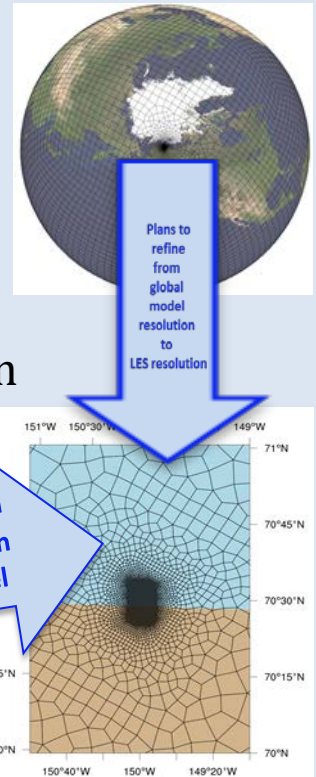 Plans to
refine
from
global
model
resolution
to
LES resolution
151°W 150°30' 149°W
71°N
70°45'N
70°30'N
70°15'N
70°N
150°40'W 150°W 149°20'W